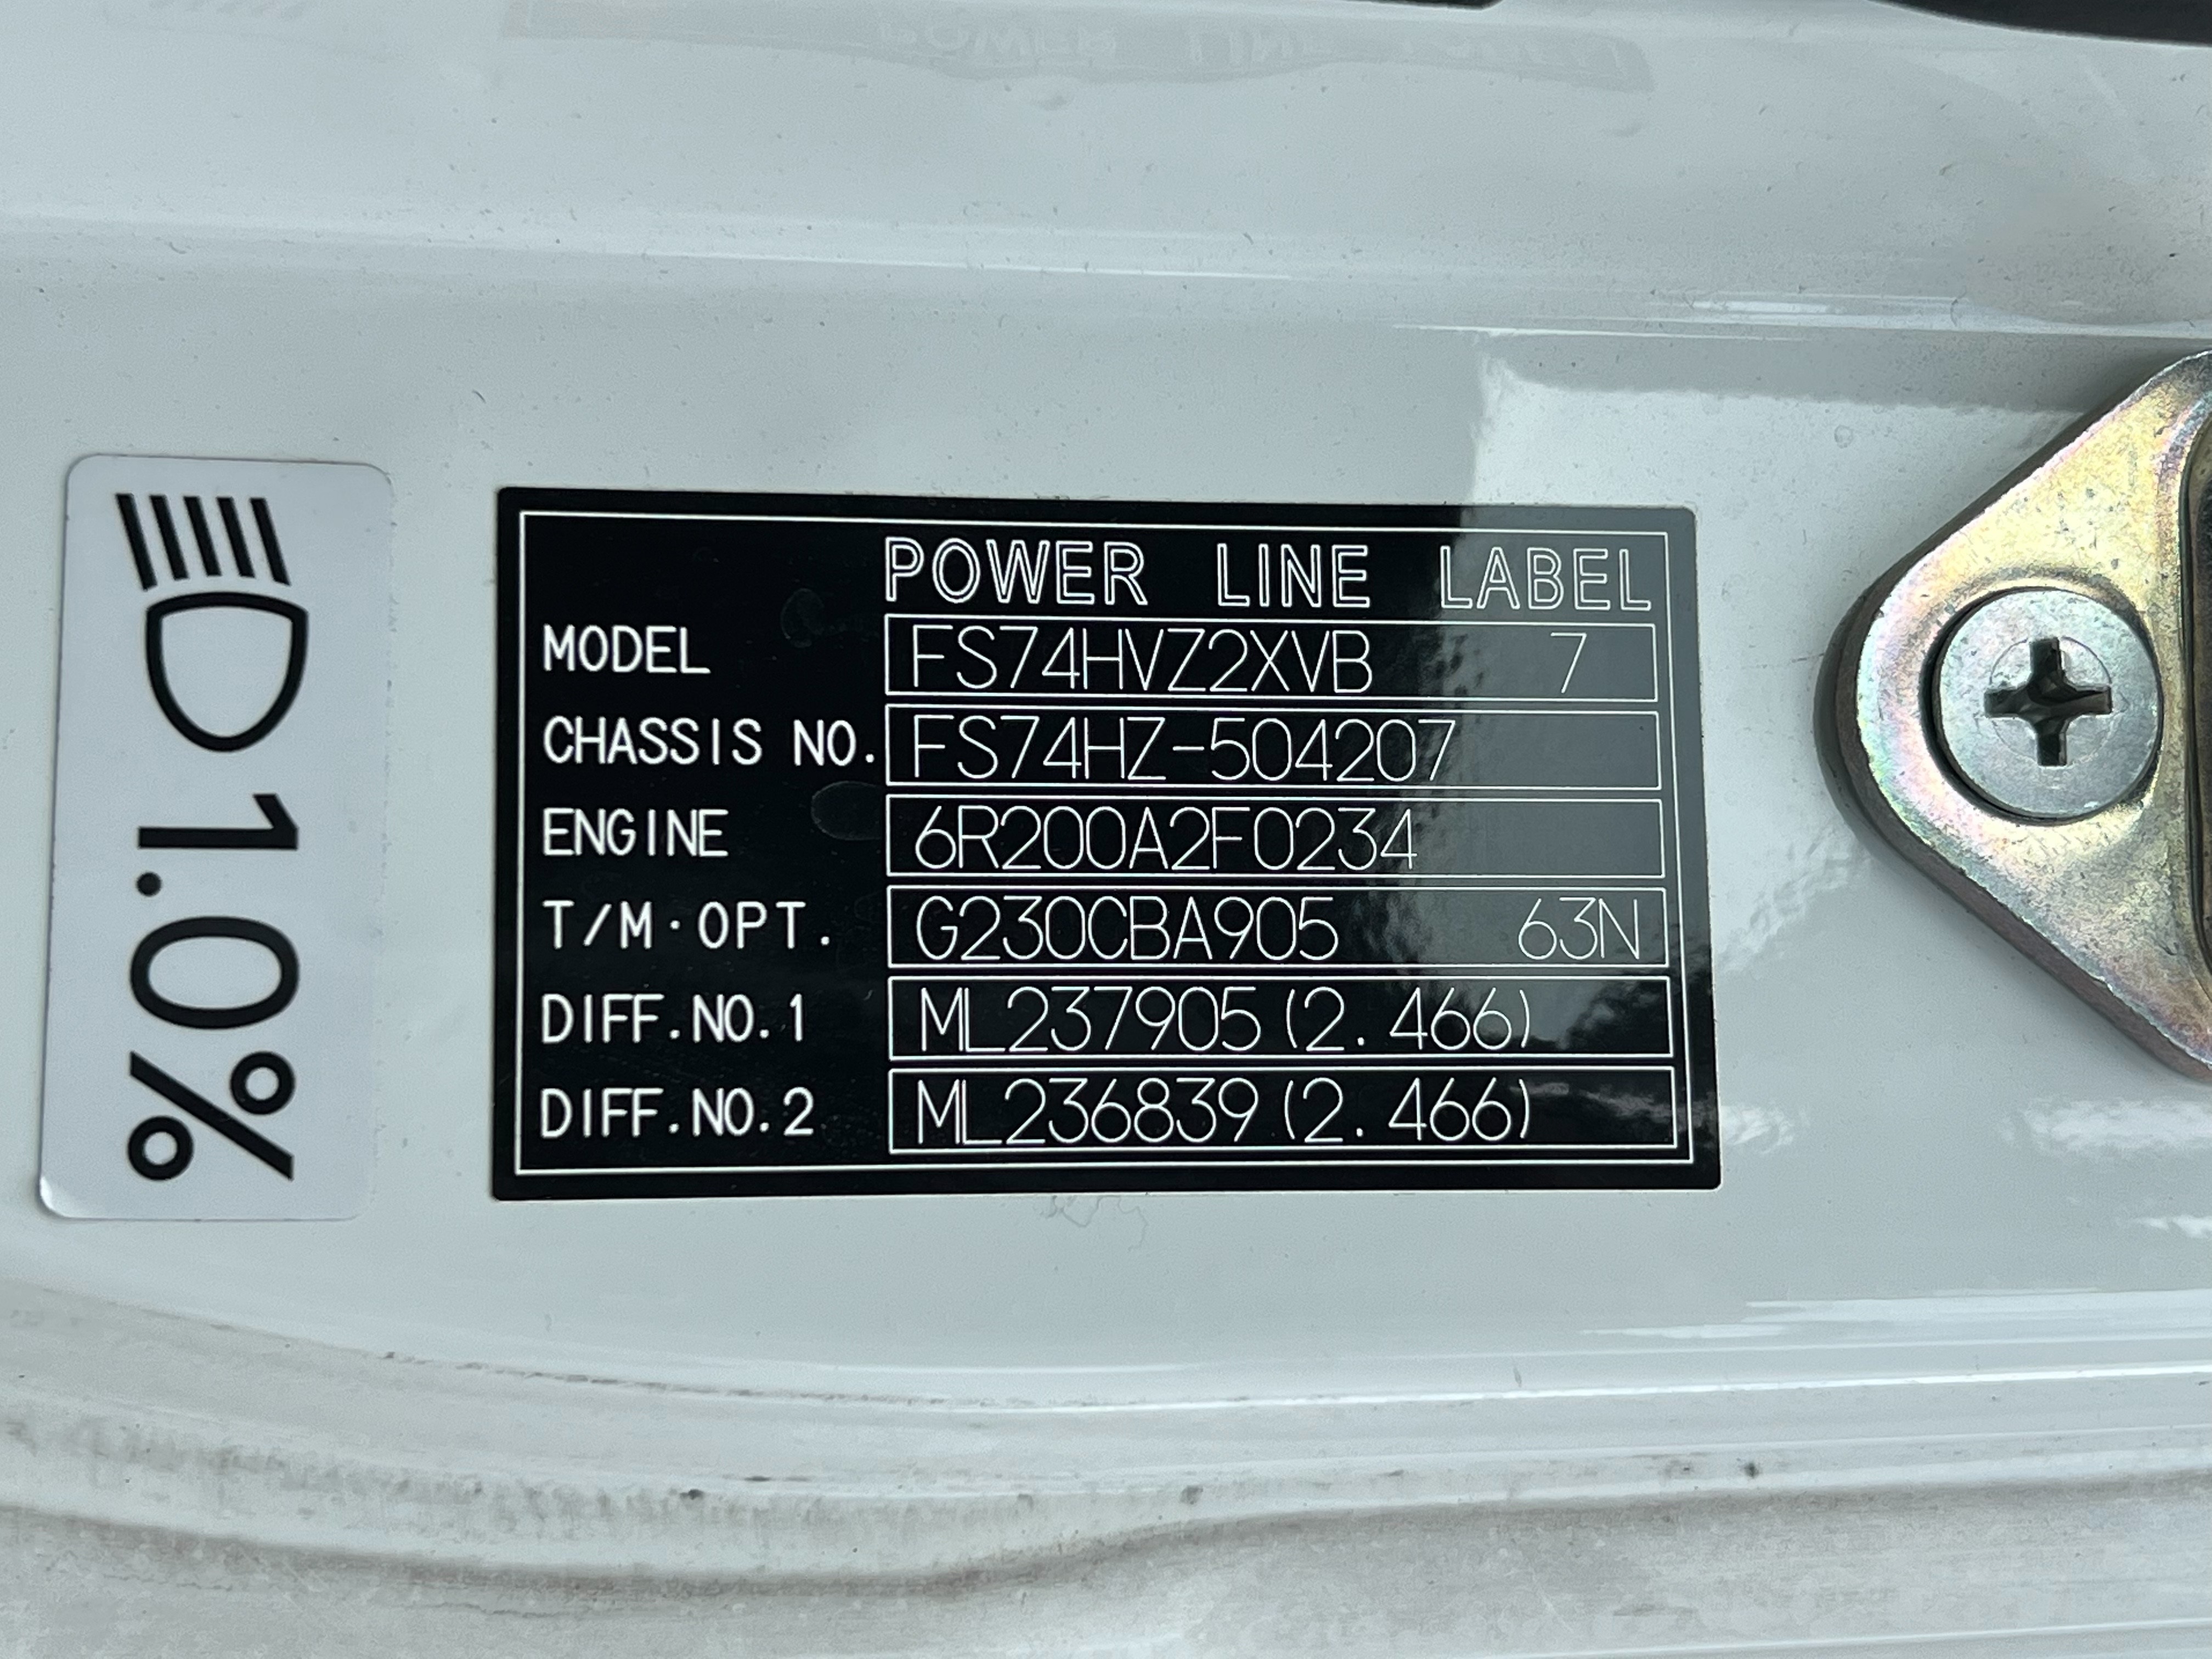 POWER LINE LABEL
MODEL FS74HVZ2XVB 7
CHASSIS NO. FS74HZ-504207
ENGINE 6R200A2F0234
T/M·OPT. G230CBA905 63N
DIFF.NO.1 ML237905(2.466)
DIFF.NO.2 ML236839(2.466)
1.0%